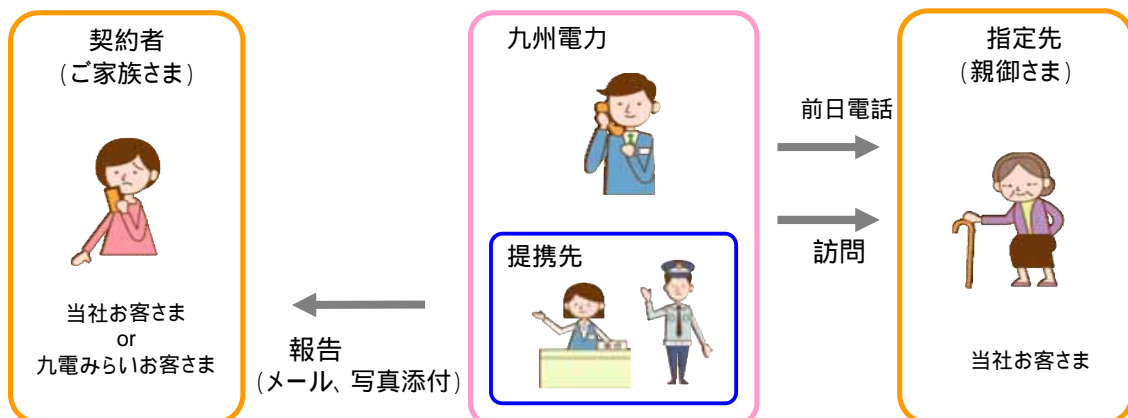 契約者
(ご家族さま)
当社お客さま
or
九電みらいお客さま
九州電力
提携先
報告
(メール、写真添付)
前日電話
訪問
指定先
(親御さま)
当社お客さま